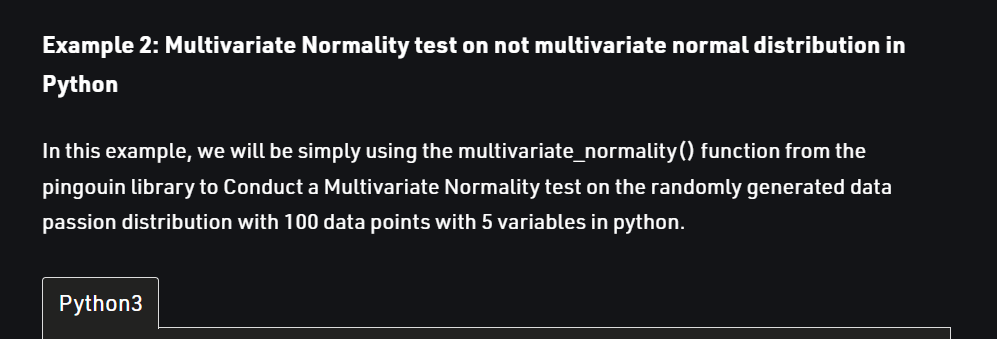 Example 2: Multivariate Normality test on not multivariate normal distribution in
Python
In this example, we will be simply using the multivariate_normality() function from the
pingouin library to Conduct a Multivariate Normality test on the randomly generated data
passion distribution with 100 data points with 5 variables in python.
Python3